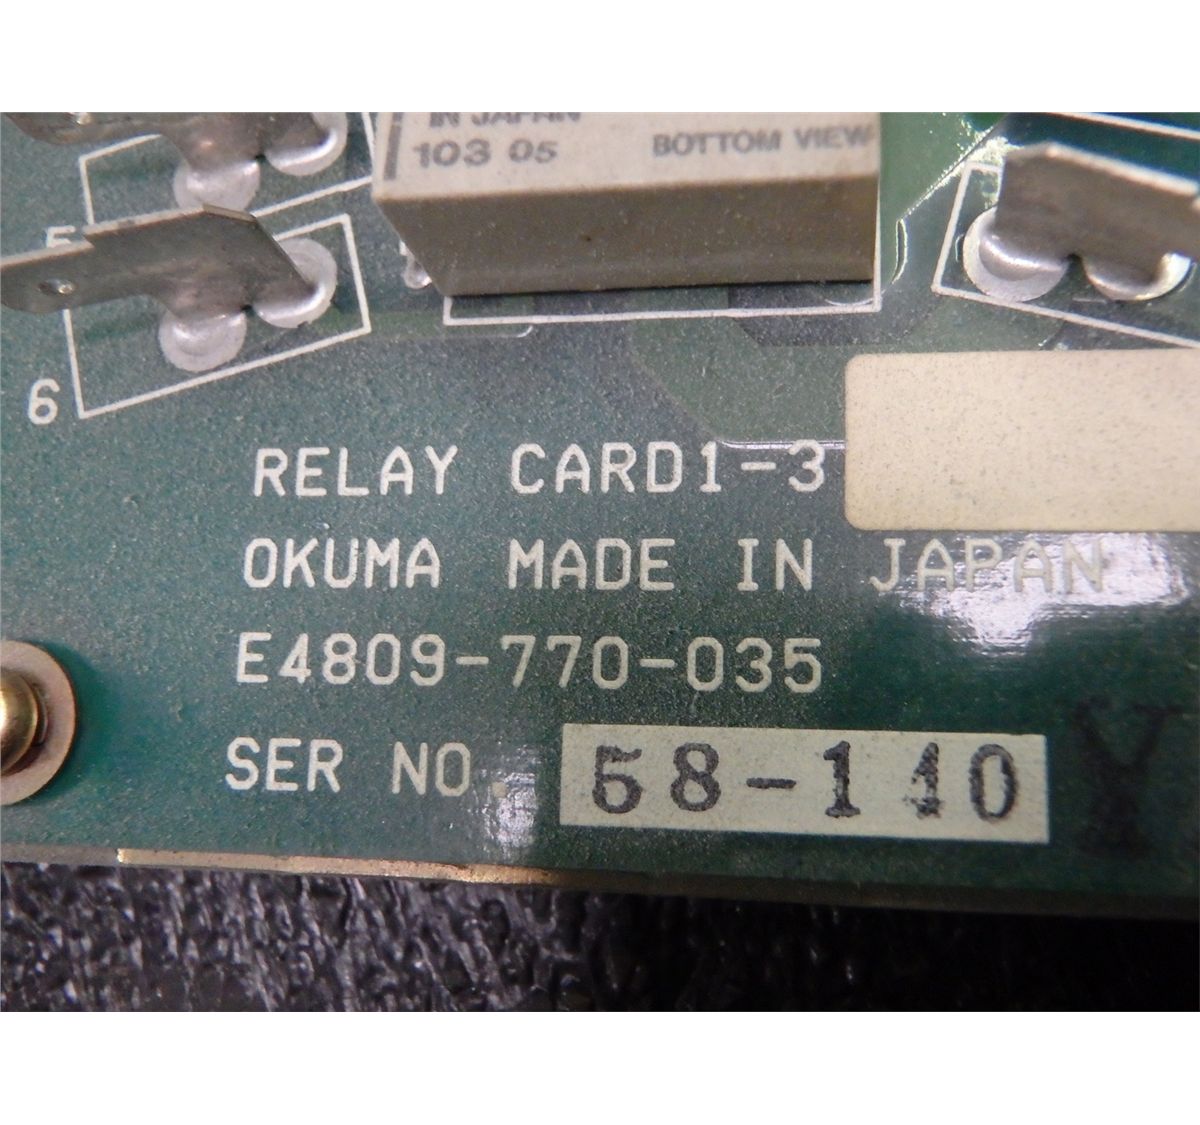 IN JAPAN
103 05
BOTTOM VIEW
5
6
RELAY CARD1-3
OKUMA MADE IN JAPAN
E4809-770-035
SER NO. 58-110 Y